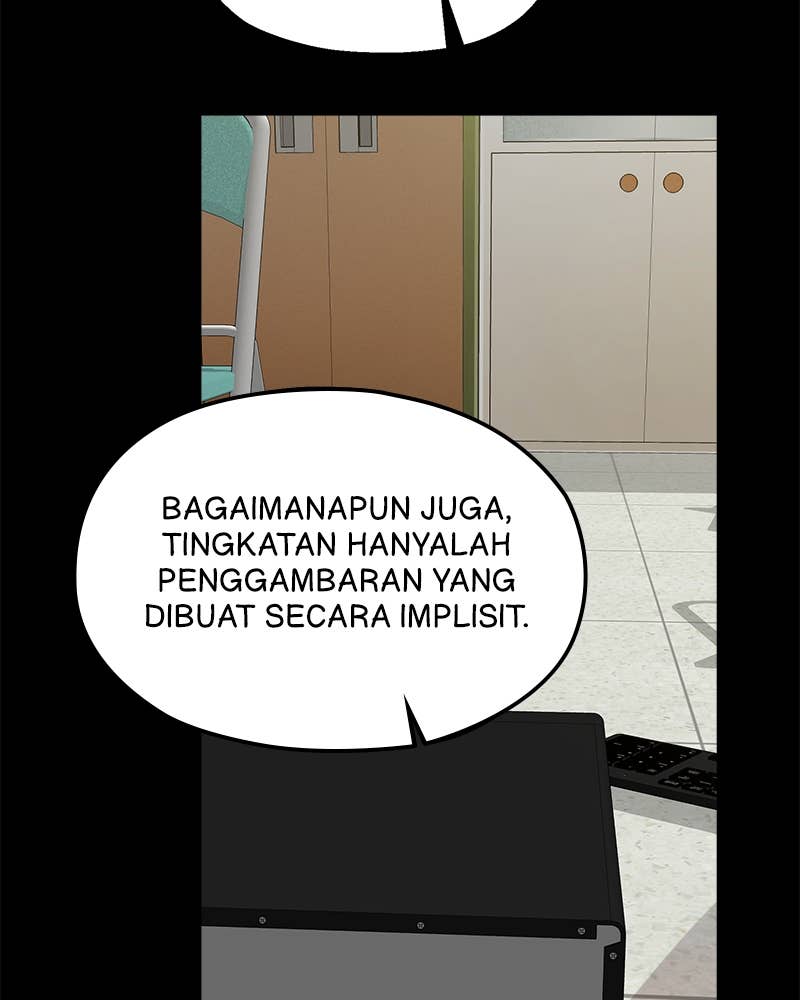 BAGAIMANAPUN JUGA,
TINGKATAN HANYALAH
PENGGAMBARAN YANG
DIBUAT SECARA IMPLISIT.